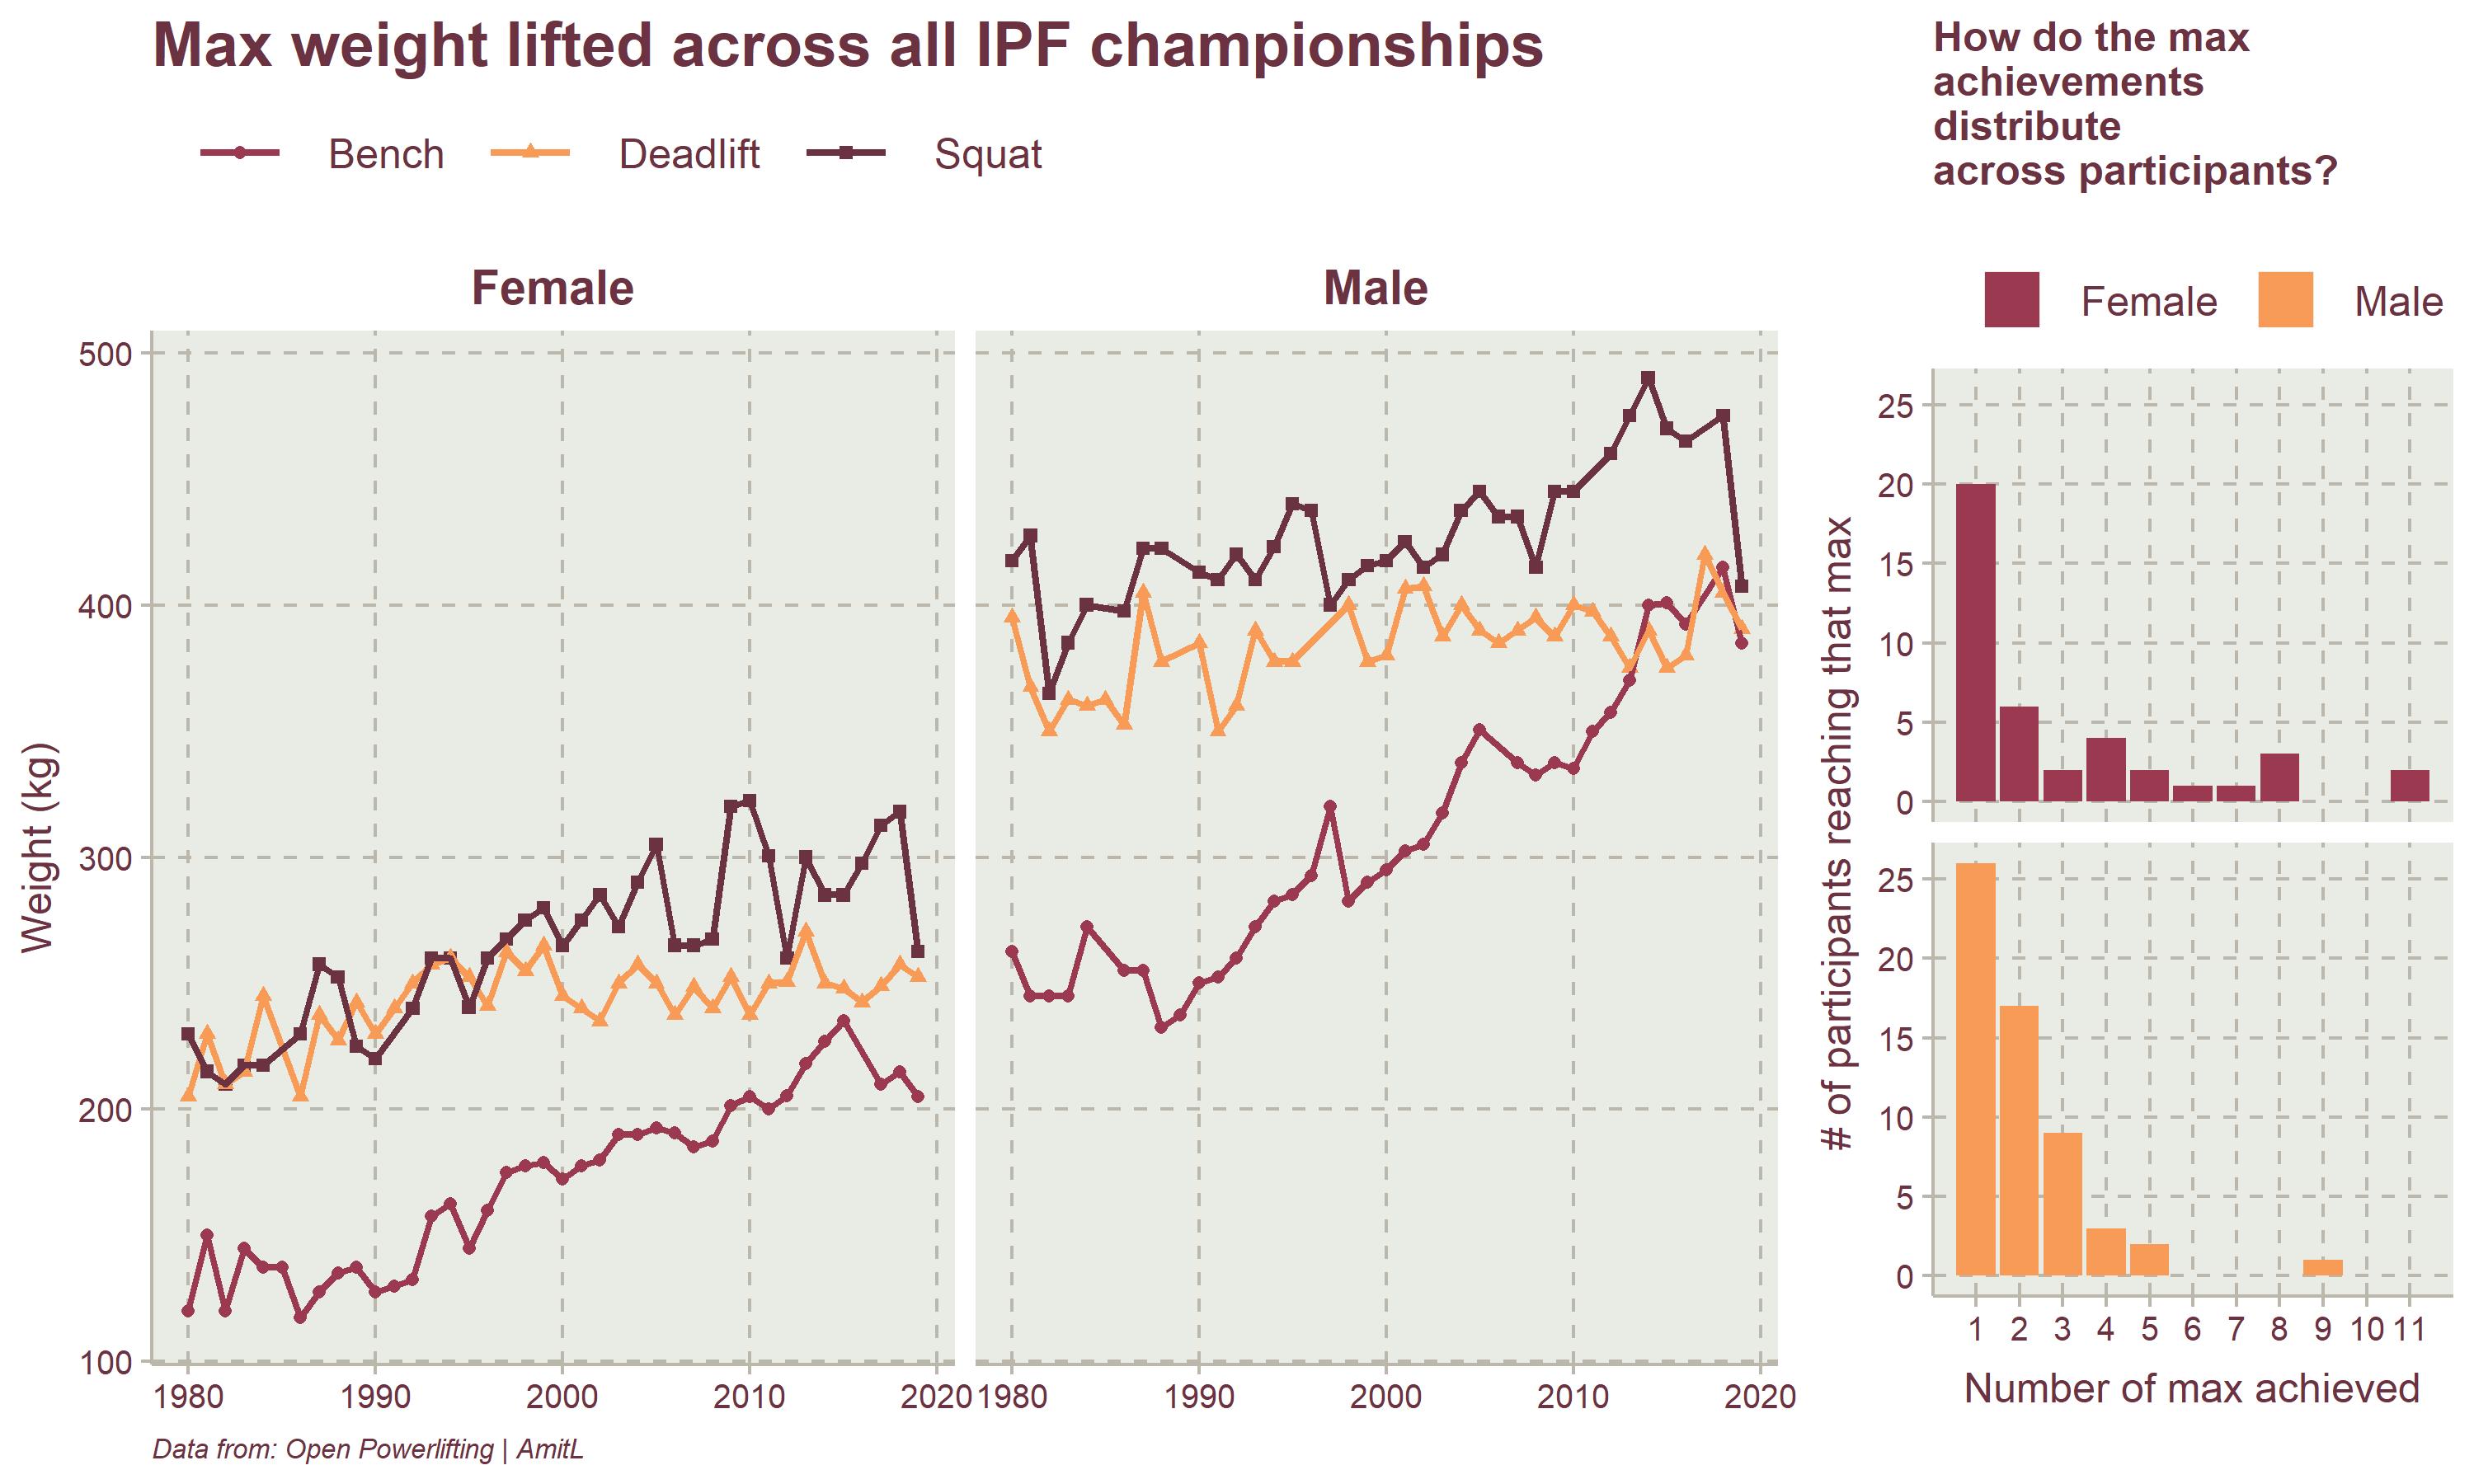 Max weight lifted across all IPF championships
Bench
Deadlift
Squat
Female
Male
500
400
300
200
100
Weight (kg)
1980
1990
2000
2010
2020
1980
1990
2000
2010
2020
Data from: Open Powerlifting | AmitL
How do the max
achievements
distribute
across participants?
Female
Male
25
20
15
10
5
0
25
20
15
10
5
0
# of participants reaching that max
1
2
3
4
5
6
7
8
9
10
11
Number of max achieved